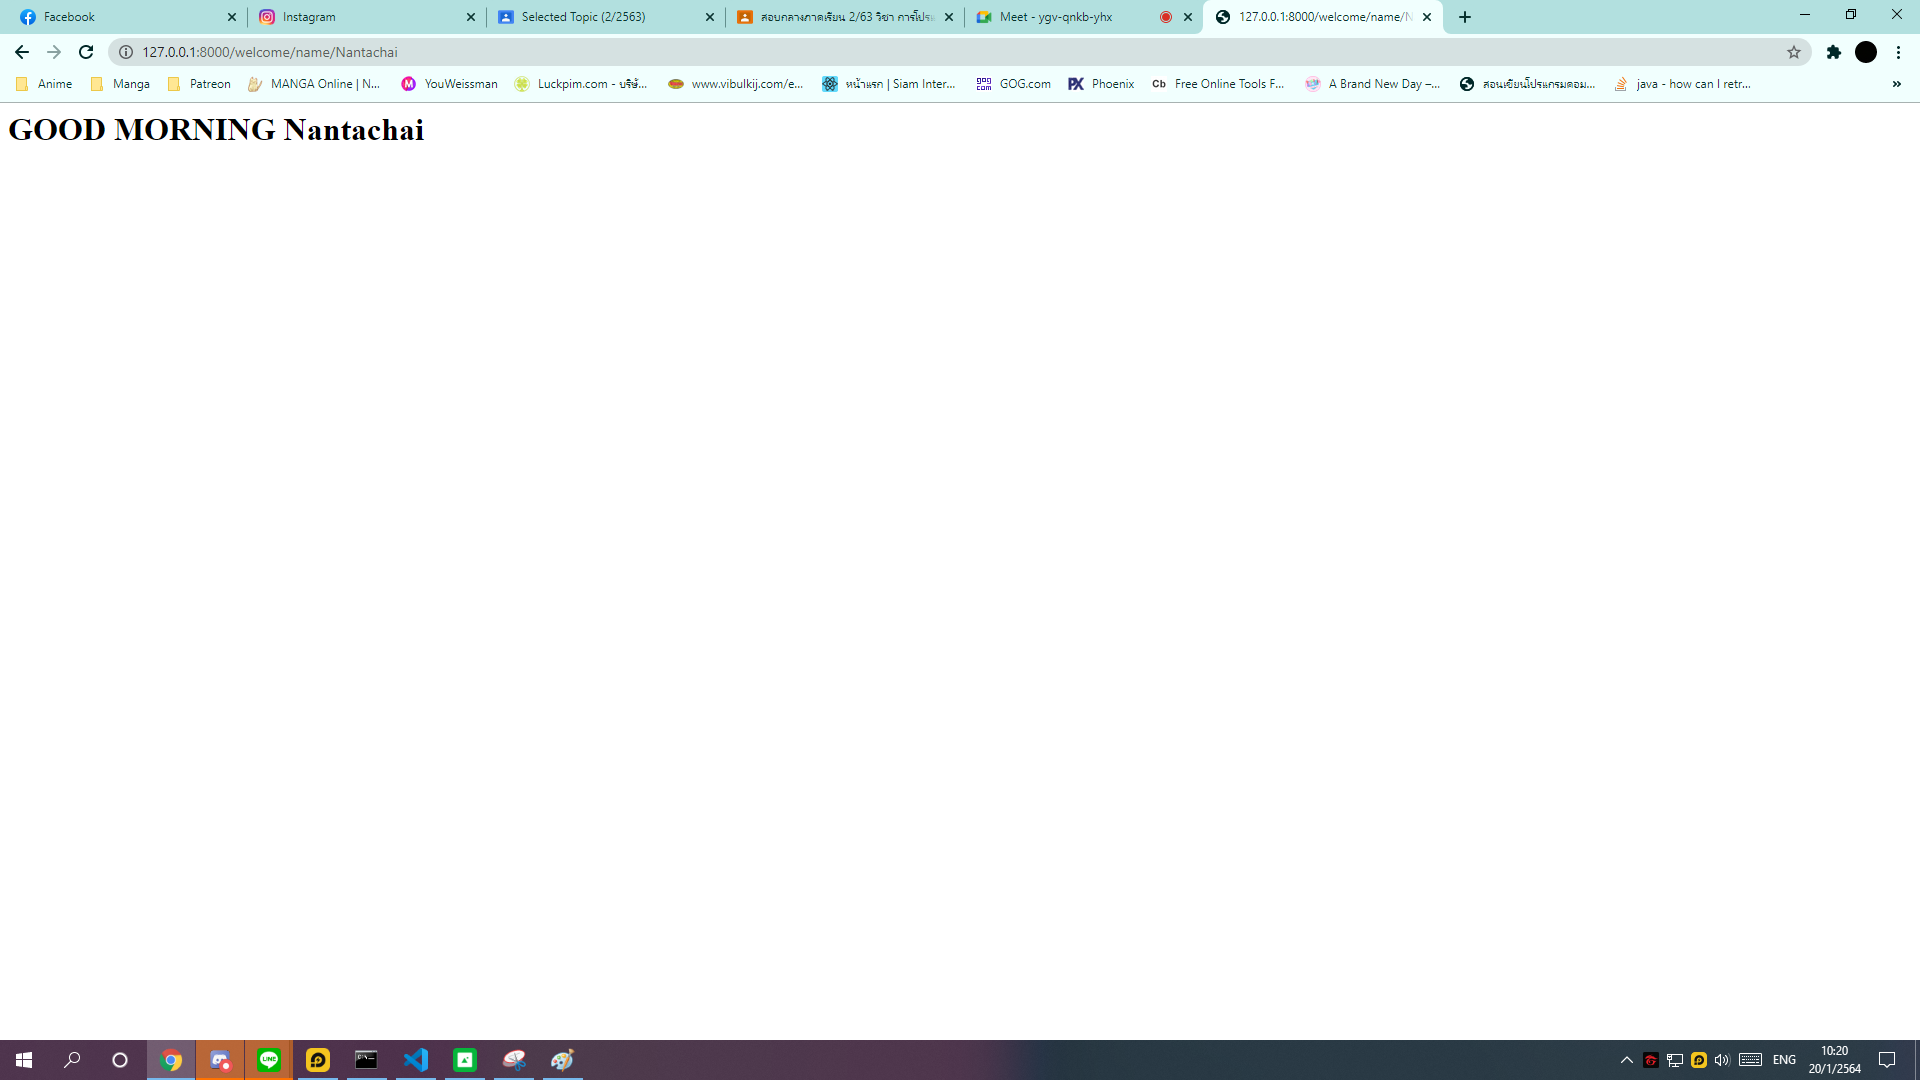 Facebook
Instagram
Selected Topic (2/2563)
สอบกลางภาคเรียน 2/63 วิชา การโปรแ
Meet - ygv-qnkb-yhx
127.0.0.1:8000/welcome/name/N
127.0.0.1:8000/welcome/name/Nantachai
Anime
Manga
Patreon
MANGA Online | N...
YouWeissman
Luckpim.com - บริษั...
www.vibulkij.com/e...
หน้าแรก | Siam Inter...
GOG.com
Phoenix
Cb Free Online Tools F...
A Brand New Day –...
สอนเขียนโปรแกรมคอม...
java - how can I retr...
GOOD MORNING Nantachai
LINE
ENG
10:20
20/1/2564